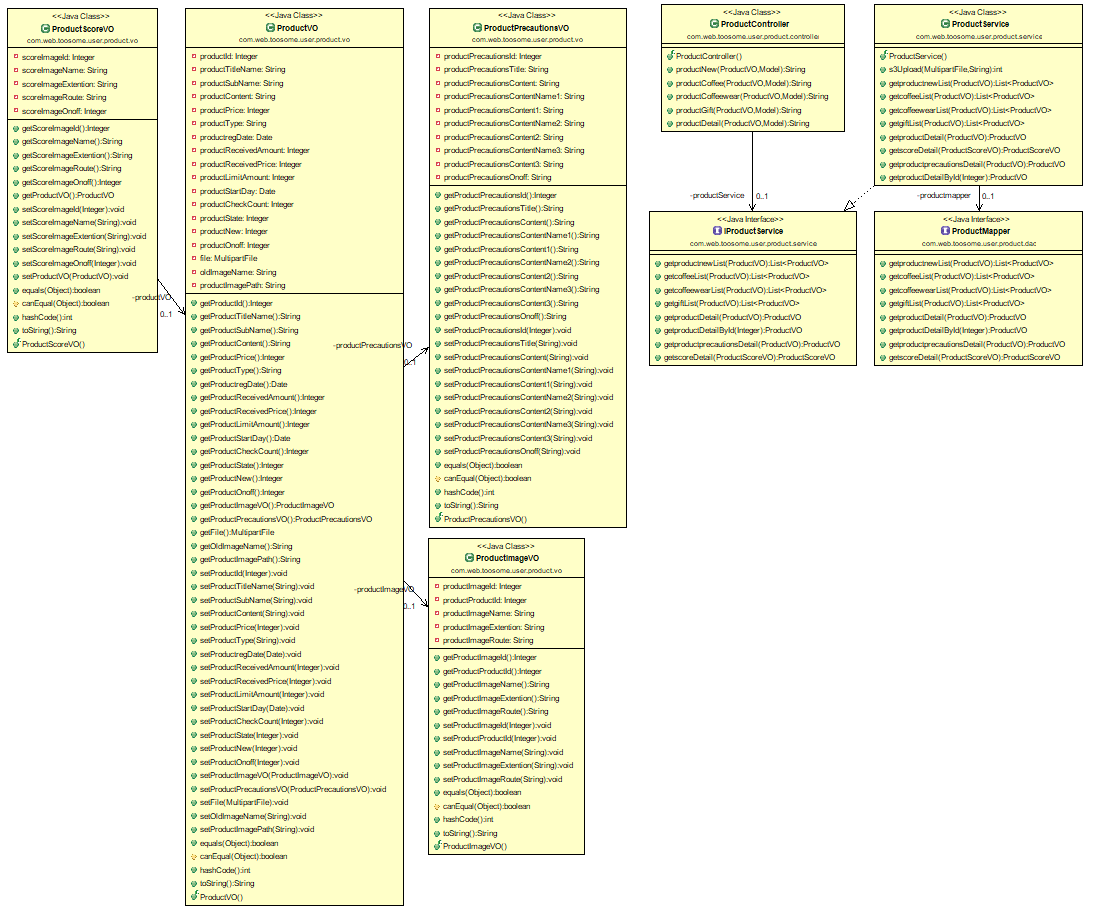 <<Java Class>>
ProductScoreVO
com.web.toosome.user.product.vo
scoreImageId: Integer
scoreImageName: String
scoreImageExtention: String
scoreImageRoute: String
scoreImageOnoff: Integer
getScoreImageId():Integer
getScoreImageName():String
getScoreImageExtention():String
getScoreImageRoute():String
getScoreImageOnoff():Integer
getProductVO():ProductVO
setScoreImageId(Integer):void
setScoreImageName(String):void
setScoreImageExtention(String):void
setScoreImageRoute(String):void
setScoreImageOnoff(Integer):void
setProductVO(ProductVO):void
equals(Object):boolean
canEqual(Object):boolean
hashCode():int
toString():String
ProductScoreVO()
-productVO
0..1
<<Java Class>>
ProductVO
com.web.toosome.user.product.vo
productId: Integer
productTitleName: String
productSubName: String
productContent: String
productPrice: Integer
productType: String
productregDate: Date
productReceivedAmount: Integer
productReceivedPrice: Integer
productLimitAmount: Integer
productStartDay: Date
productCheckCount: Integer
productState: Integer
productNew: Integer
productOnoff: Integer
file: MultipartFile
oldImageName: String
productImagePath: String
getProductId():Integer
getProductTitleName():String
getProductSubName():String
getProductContent():String
getProductPrice():Integer
getProductType():String
getProductregDate():Date
getProductReceivedAmount():Integer
getProductReceivedPrice():Integer
getProductLimitAmount():Integer
getProductStartDay():Date
getProductCheckCount():Integer
getProductState():Integer
getProductNew():Integer
getProductOnoff():Integer
getProductImageVO():ProductImageVO
getProductPrecautionsVO():ProductPrecautionsVO
getFile():MultipartFile
getOldImageName():String
getProductImagePath():String
setProductId(Integer):void
setProductTitleName(String):void
setProductSubName(String):void
setProductContent(String):void
setProductPrice(Integer):void
setProductType(String):void
setProductregDate(Date):void
setProductReceivedAmount(Integer):void
setProductReceivedPrice(Integer):void
setProductLimitAmount(Integer):void
setProductStartDay(Date):void
setProductCheckCount(Integer):void
setProductState(Integer):void
setProductNew(Integer):void
setProductOnoff(Integer):void
setProductImageVO(ProductImageVO):void
setProductPrecautionsVO(ProductPrecautionsVO):void
setFile(MultipartFile):void
setOldImageName(String):void
setProductImagePath(String):void
equals(Object):boolean
canEqual(Object):boolean
hashCode():int
toString():String
ProductVO()
-productPrecautionsVO
0..1
-productImageVO
0..1
<<Java Class>>
ProductPrecautionsVO
com.web.toosome.user.product.vo
productPrecautionsId: Integer
productPrecautionsTitle: String
productPrecautionsContent: String
productPrecautionsContentName1: String
productPrecautionsContent1: String
productPrecautionsContentName2: String
productPrecautionsContent2: String
productPrecautionsContentName3: String
productPrecautionsContent3: String
productPrecautionsOnoff: String
getProductPrecautionsId():Integer
getProductPrecautionsTitle():String
getProductPrecautionsContent():String
getProductPrecautionsContentName1():String
getProductPrecautionsContent1():String
getProductPrecautionsContentName2():String
getProductPrecautionsContent2():String
getProductPrecautionsContentName3():String
getProductPrecautionsContent3():String
getProductPrecautionsOnoff():String
setProductPrecautionsId(Integer):void
setProductPrecautionsTitle(String):void
setProductPrecautionsContent(String):void
setProductPrecautionsContentName1(String):void
setProductPrecautionsContent1(String):void
setProductPrecautionsContentName2(String):void
setProductPrecautionsContent2(String):void
setProductPrecautionsContentName3(String):void
setProductPrecautionsContent3(String):void
setProductPrecautionsOnoff(String):void
equals(Object):boolean
canEqual(Object):boolean
hashCode():int
toString():String
ProductPrecautionsVO()
<<Java Class>>
ProductImageVO
com.web.toosome.user.product.vo
productImageId: Integer
productProductId: Integer
productImageName: String
productImageExtention: String
productImageRoute: String
getProductImageId():Integer
getProductProductId():Integer
getProductImageName():String
getProductImageExtention():String
getProductImageRoute():String
setProductImageId(Integer):void
setProductProductId(Integer):void
setProductImageName(String):void
setProductImageExtention(String):void
setProductImageRoute(String):void
equals(Object):boolean
canEqual(Object):boolean
hashCode():int
toString():String
ProductImageVO()
<<Java Class>>
ProductController
com.web.toosome.user.product.controller
ProductController()
productNew(ProductVO,Model):String
productCoffee(ProductVO,Model):String
productCoffeewear(ProductVO,Model):String
productGift(ProductVO,Model):String
productDetail(ProductVO,Model):String
-productService
0..1
<<Java Class>>
ProductService
com.web.toosome.user.product.service
ProductService()
s3Upload(MultipartFile,String):int
getproductnewList(ProductVO):List<ProductVO>
getcoffeeList(ProductVO):List<ProductVO>
getcoffeewearList(ProductVO):List<ProductVO>
getgiftList(ProductVO):List<ProductVO>
getproductDetail(ProductVO):ProductVO
getscoreDetail(ProductScoreVO):ProductScoreVO
getproductprecautionsDetail(ProductVO):ProductVO
getproductDetailById(Integer):ProductVO
-productmapper
0..1
<<Java Interface>>
IProductService
com.web.toosome.user.product.service
getproductnewList(ProductVO):List<ProductVO>
getcoffeeList(ProductVO):List<ProductVO>
getcoffeewearList(ProductVO):List<ProductVO>
getgiftList(ProductVO):List<ProductVO>
getproductDetail(ProductVO):ProductVO
getproductDetailById(Integer):ProductVO
getproductprecautionsDetail(ProductVO):ProductVO
getscoreDetail(ProductScoreVO):ProductScoreVO
<<Java Interface>>
ProductMapper
com.web.toosome.user.product.dao
getproductnewList(ProductVO):List<ProductVO>
getcoffeeList(ProductVO):List<ProductVO>
getcoffeewearList(ProductVO):List<ProductVO>
getgiftList(ProductVO):List<ProductVO>
getproductDetail(ProductVO):ProductVO
getproductDetailById(Integer):ProductVO
getproductprecautionsDetail(ProductVO):ProductVO
getscoreDetail(ProductScoreVO):ProductScoreVO